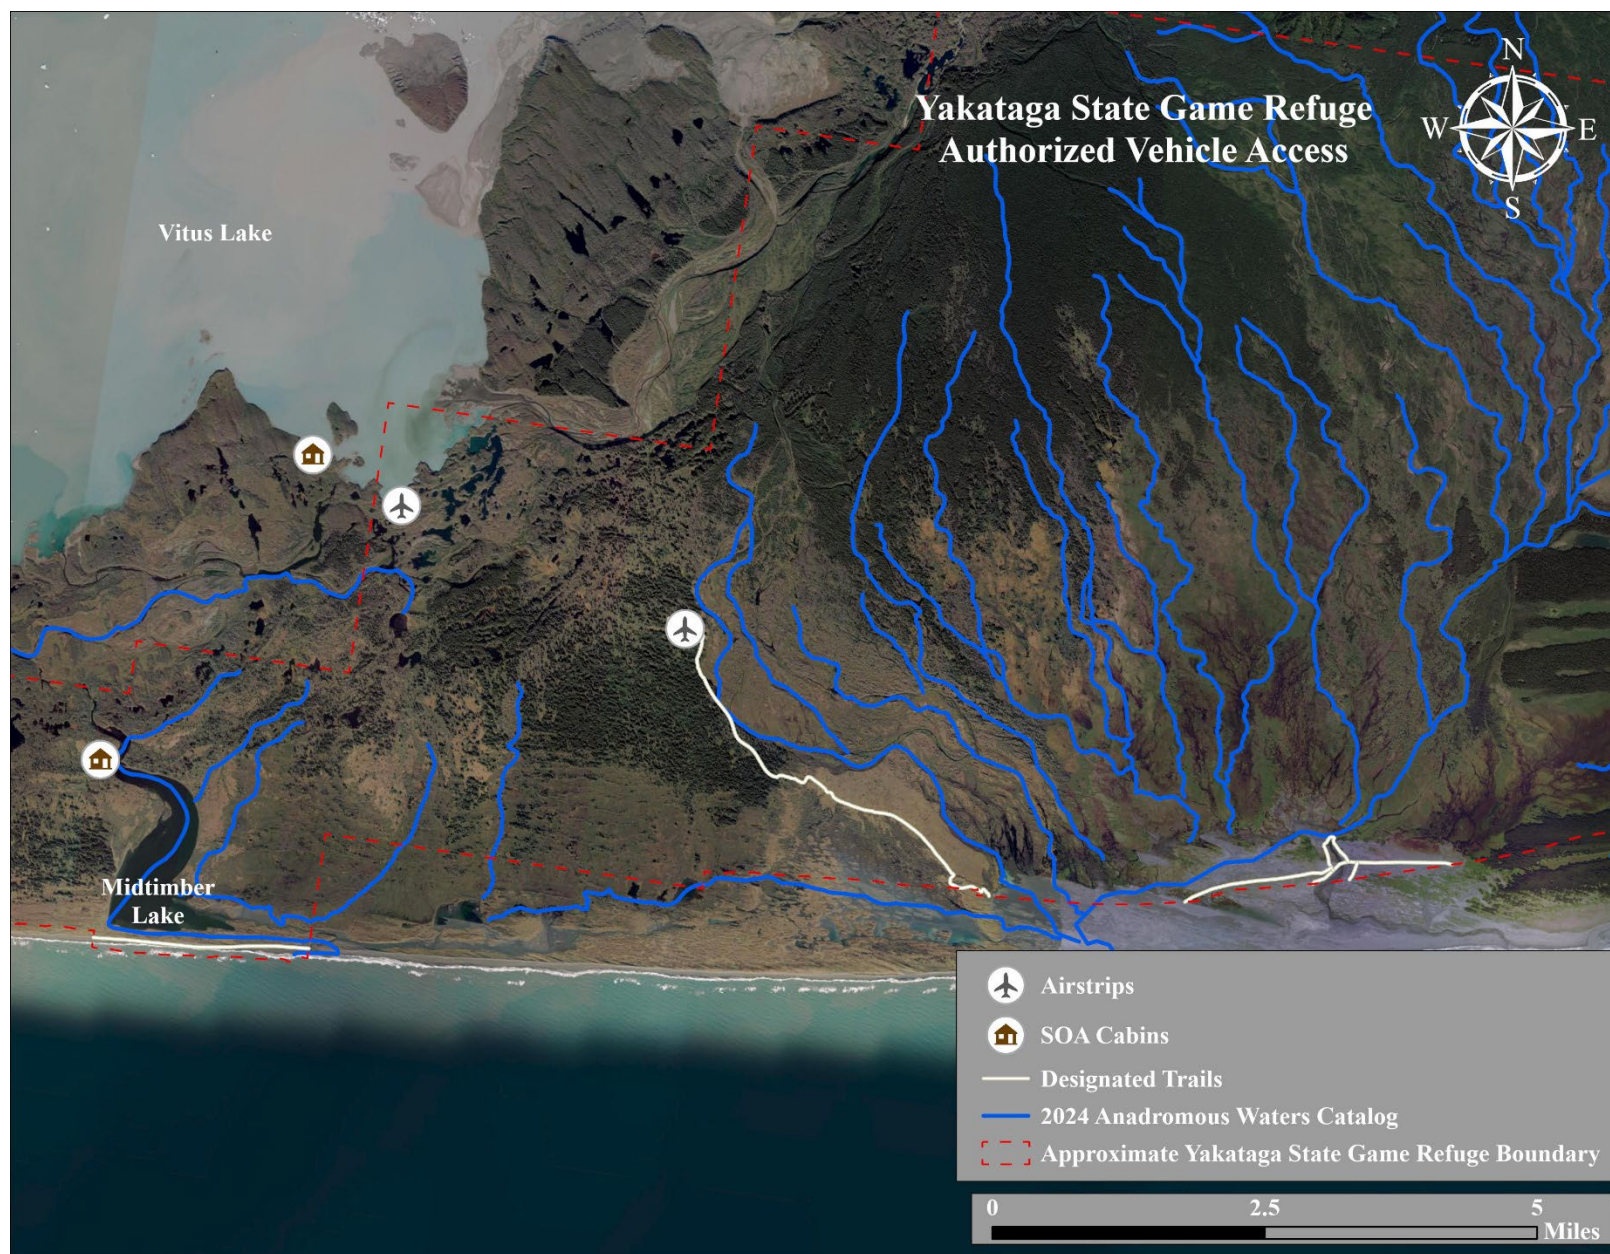 Yakataga State Game Refuge
Authorized Vehicle Access
N
W
E
S
Vitus Lake
Midtimber
Lake
Airstrips
SOA Cabins
Designated Trails
2024 Anadromous Waters Catalog
Approximate Yakataga State Game Refuge Boundary
0
2.5
5
Miles